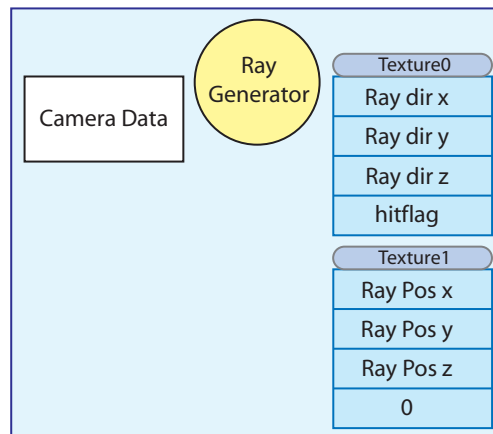 Camera Data
Ray
Generator
Texture0
Ray dir x
Ray dir y
Ray dir z
hitflag
Texture1
Ray Pos x
Ray Pos y
Ray Pos z
0